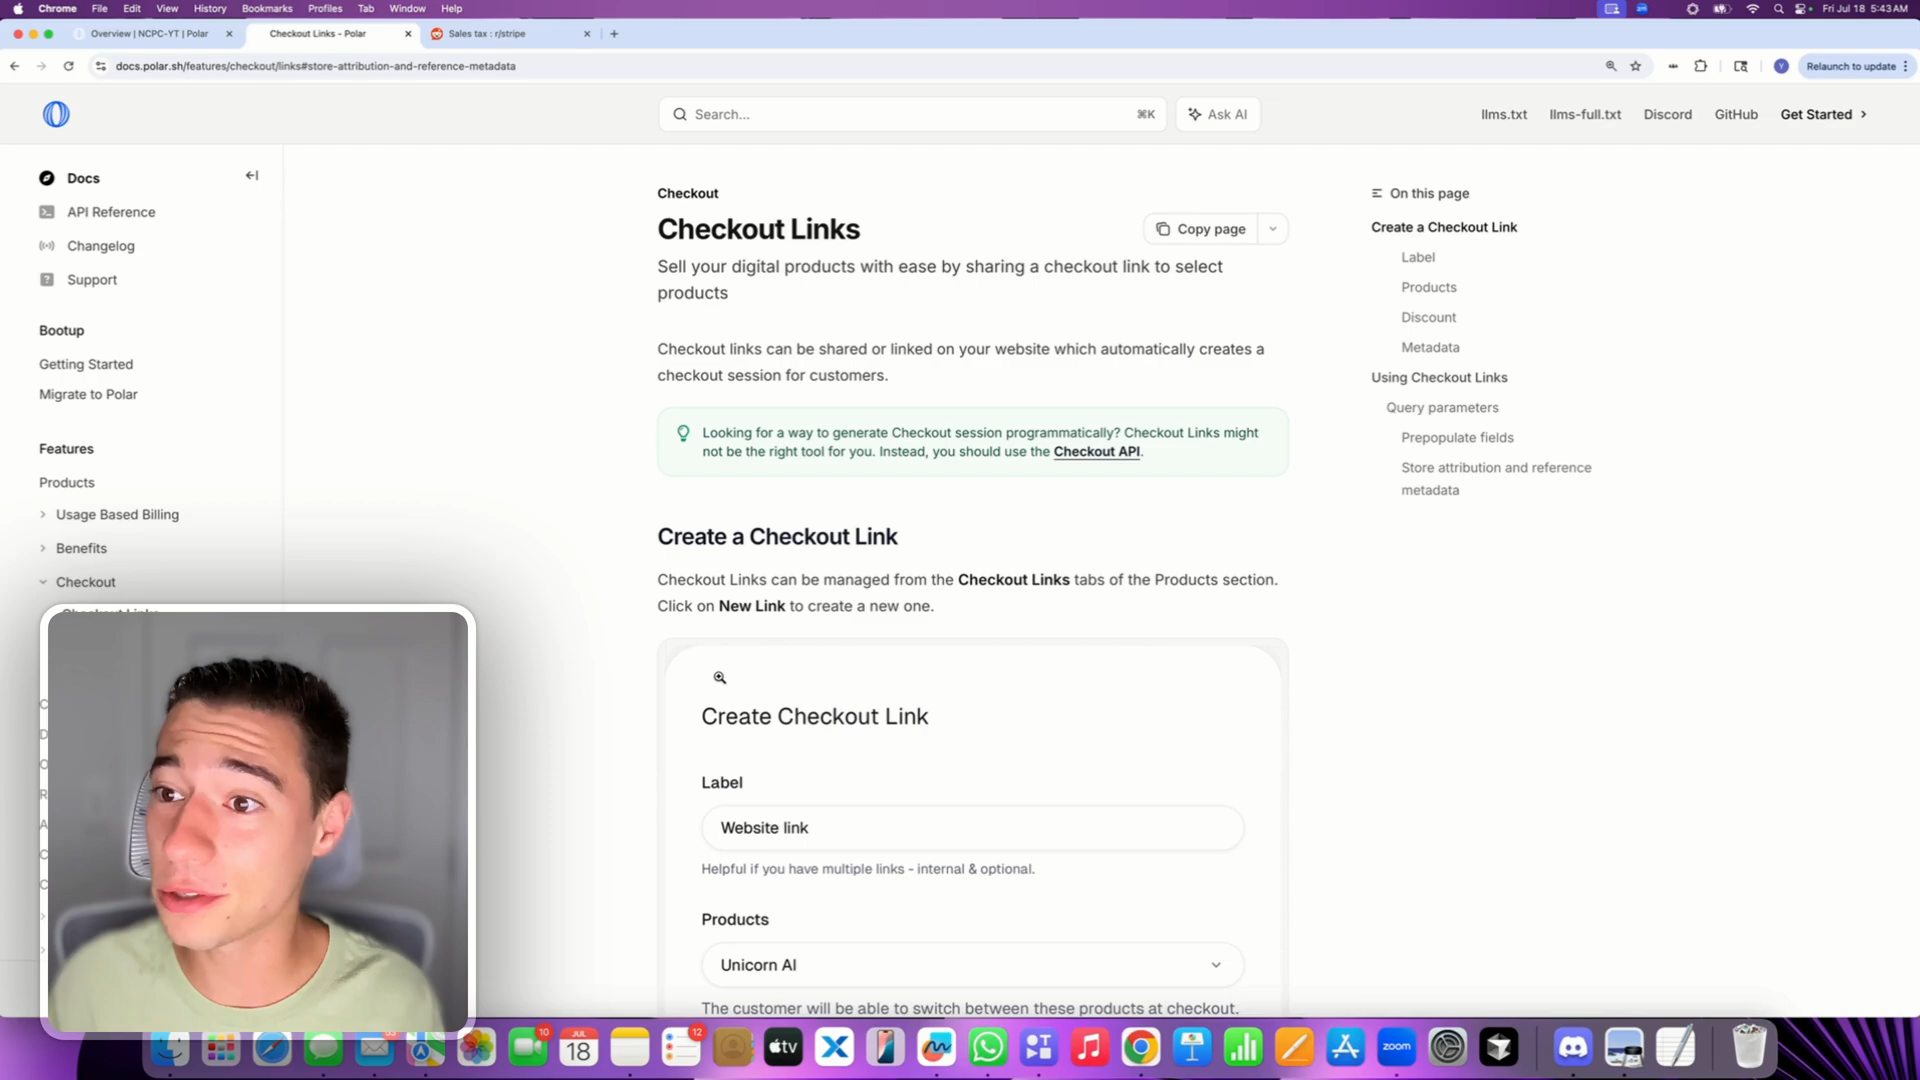 Chrome File Edit View History Bookmarks Profiles Tab Window Help
Fri Jul 18 5:43 AM
Overview | NCPC-YT | Polar
Checkout Links - Polar
Sales tax : r/stripe
docs.polar.sh/features/checkout/links#store-attribution-and-reference-metadata
Y
Relaunch to update
Search...
⌘K
Ask AI
llms.txt
llms-full.txt
Discord
GitHub
Get Started
Docs
API Reference
Changelog
Support
Bootup
Getting Started
Migrate to Polar
Features
Products
Usage Based Billing
Benefits
Checkout
Checkout Links
Checkout
Checkout Links
Copy page
Sell your digital products with ease by sharing a checkout link to select
products
Checkout links can be shared or linked on your website which automatically creates a
checkout session for customers.
Looking for a way to generate Checkout session programmatically? Checkout Links might
not be the right tool for you. Instead, you should use the Checkout API.
Create a Checkout Link
Checkout Links can be managed from the Checkout Links tabs of the Products section.
Click on New Link to create a new one.
Create Checkout Link
Label
Website link
Helpful if you have multiple links - internal & optional.
Products
Unicorn AI
The customer will be able to switch between these products at checkout.
On this page
Create a Checkout Link
Label
Products
Discount
Metadata
Using Checkout Links
Query parameters
Prepopulate fields
Store attribution and reference
metadata
10
JUL
18
12
tv
zoom